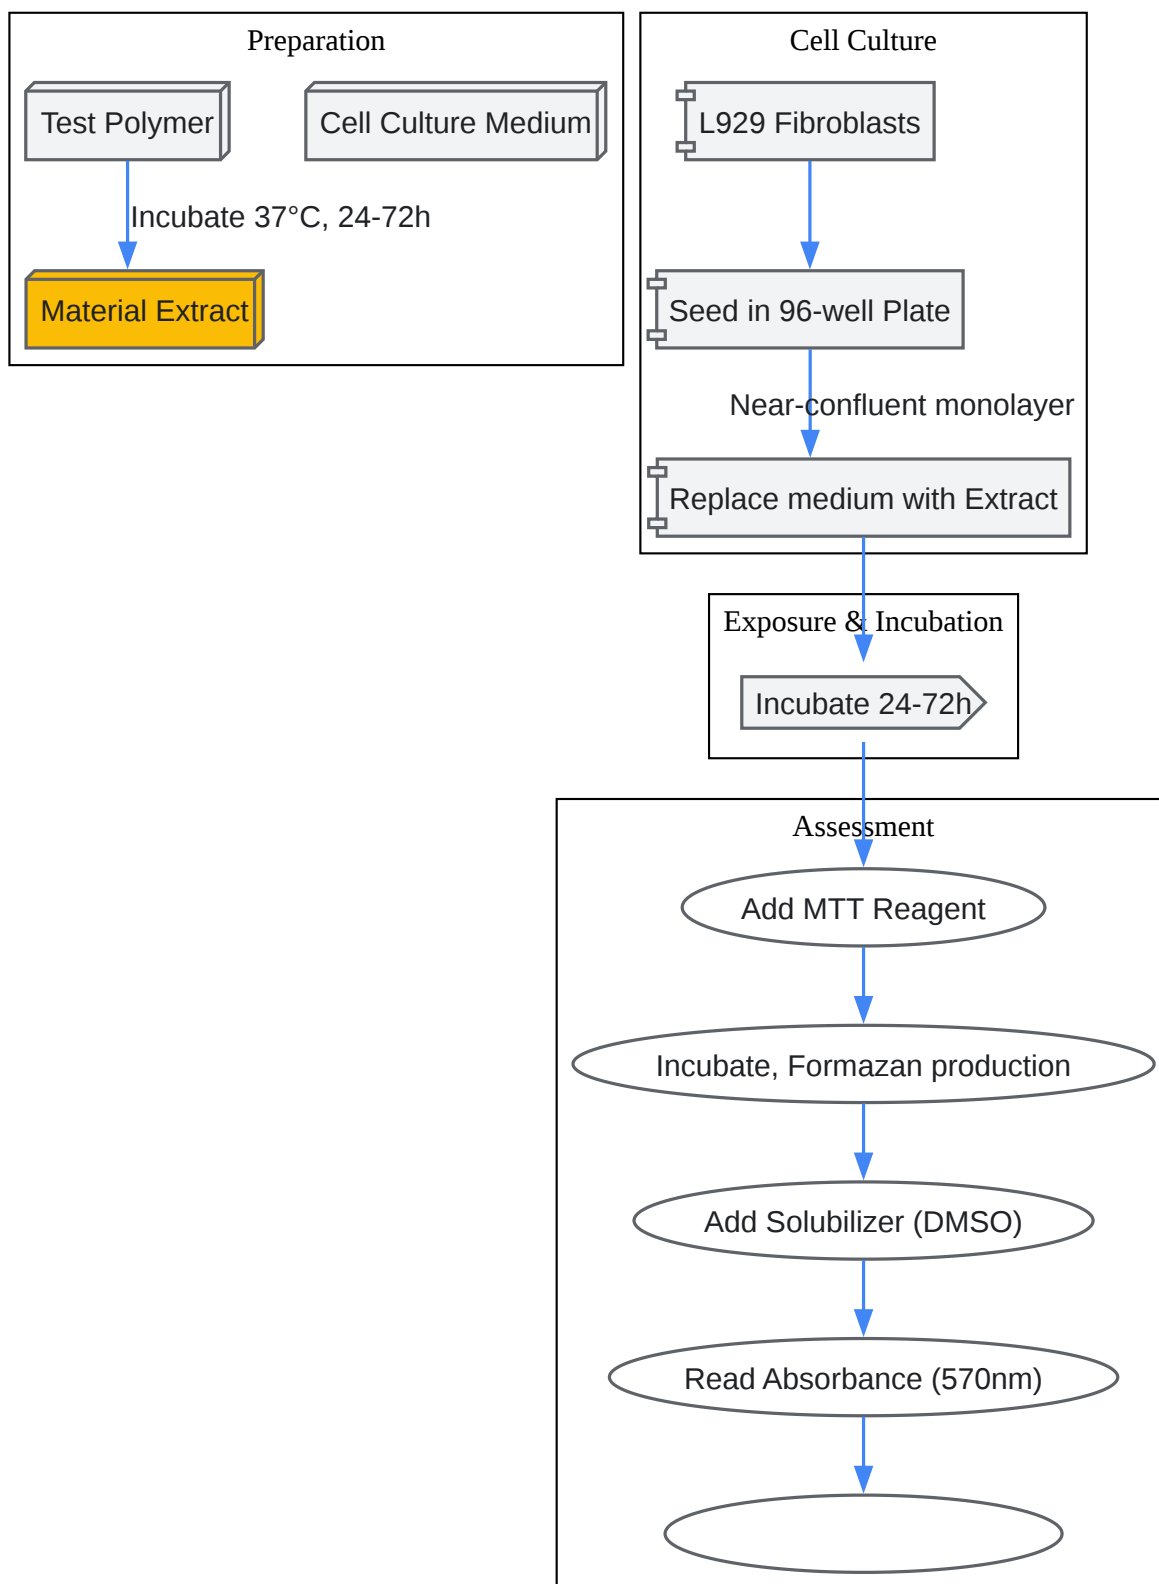 Preparation
Test Polymer
Cell Culture Medium
Incubate 37°C, 24-72h
Material Extract
Cell Culture
L929 Fibroblasts
Seed in 96-well Plate
Near-confluent monolayer
Replace medium with Extract
Exposure & Incubation
Incubate 24-72h
Assessment
Add MTT Reagent
Incubate, Formazan production
Add Solubilizer (DMSO)
Read Absorbance (570nm)